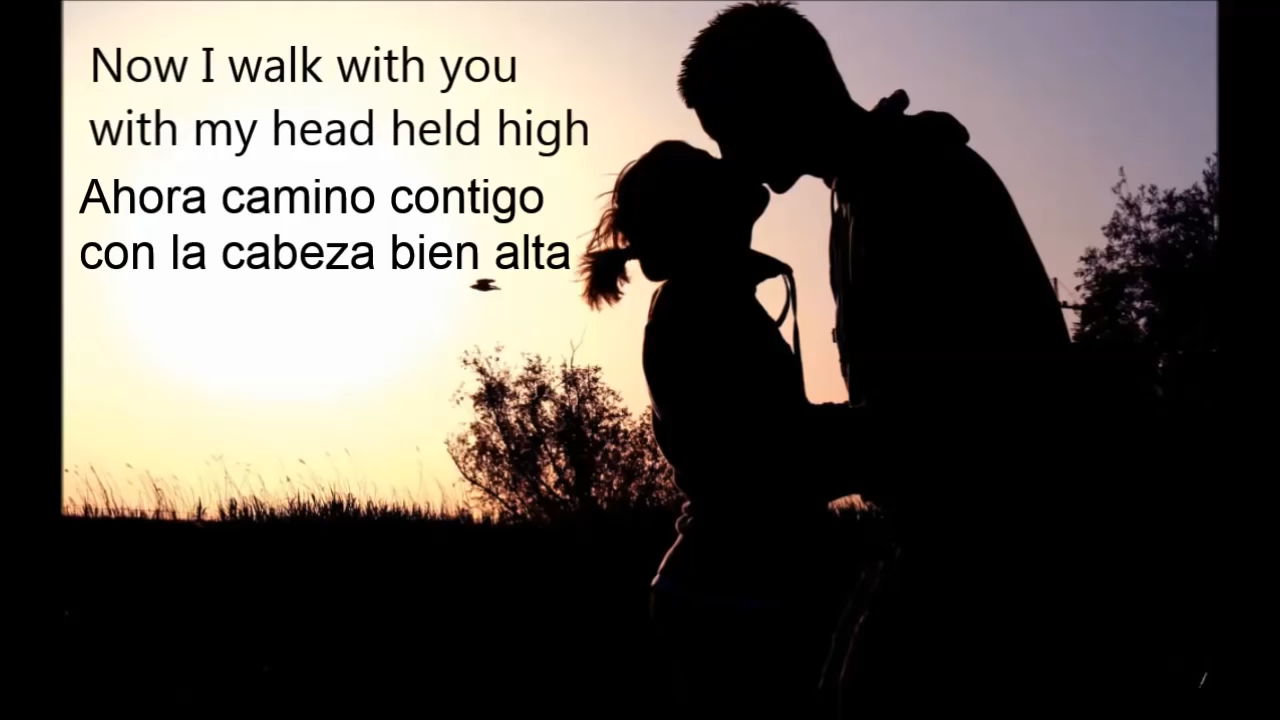 Now I walk with you
with my head held high
Ahora camino contigo
con la cabeza bien alta